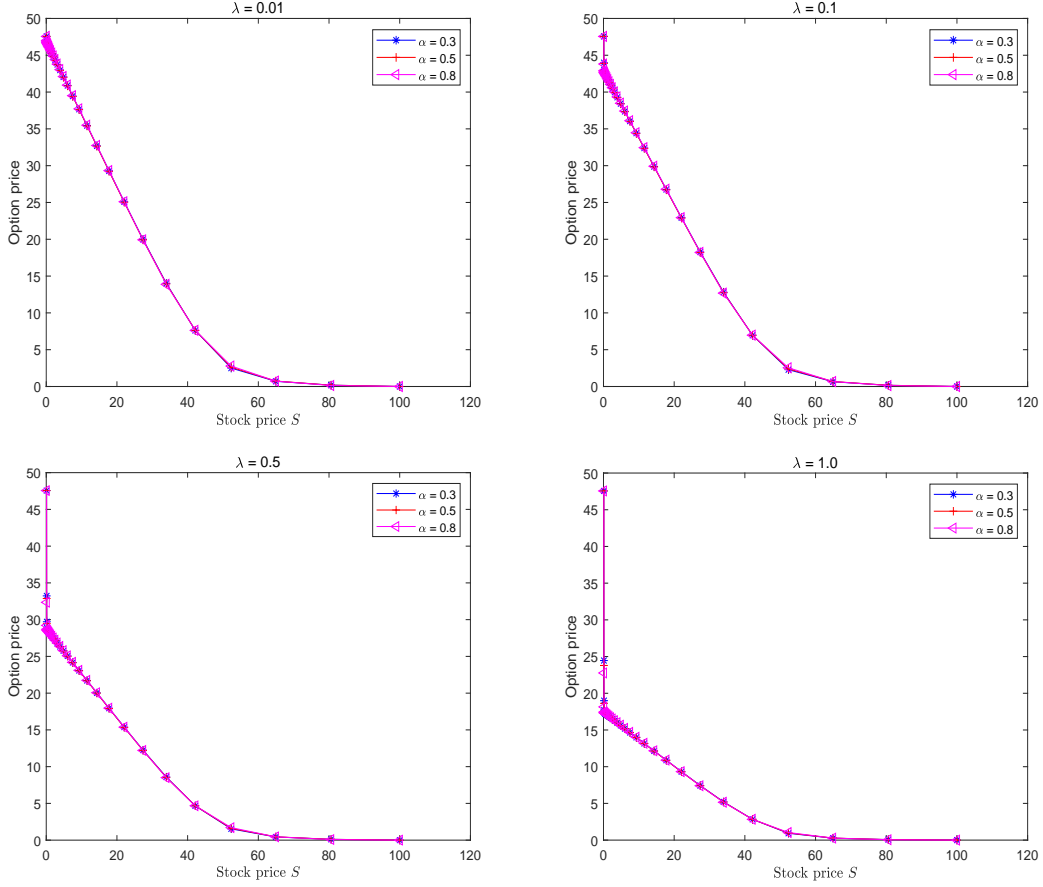 λ = 0.01
50
45
40
35
30
25
20
15
10
5
0
Option price
0 20 40 60 80 100 120
Stock price S
α = 0.3
α = 0.5
α = 0.8
λ = 0.1
50
45
40
35
30
25
20
15
10
5
0
Option price
0 20 40 60 80 100 120
Stock price S
α = 0.3
α = 0.5
α = 0.8
λ = 0.5
50
45
40
35
30
25
20
15
10
5
0
Option price
0 20 40 60 80 100 120
Stock price S
α = 0.3
α = 0.5
α = 0.8
λ = 1.0
50
45
40
35
30
25
20
15
10
5
0
Option price
0 20 40 60 80 100 120
Stock price S
α = 0.3
α = 0.5
α = 0.8